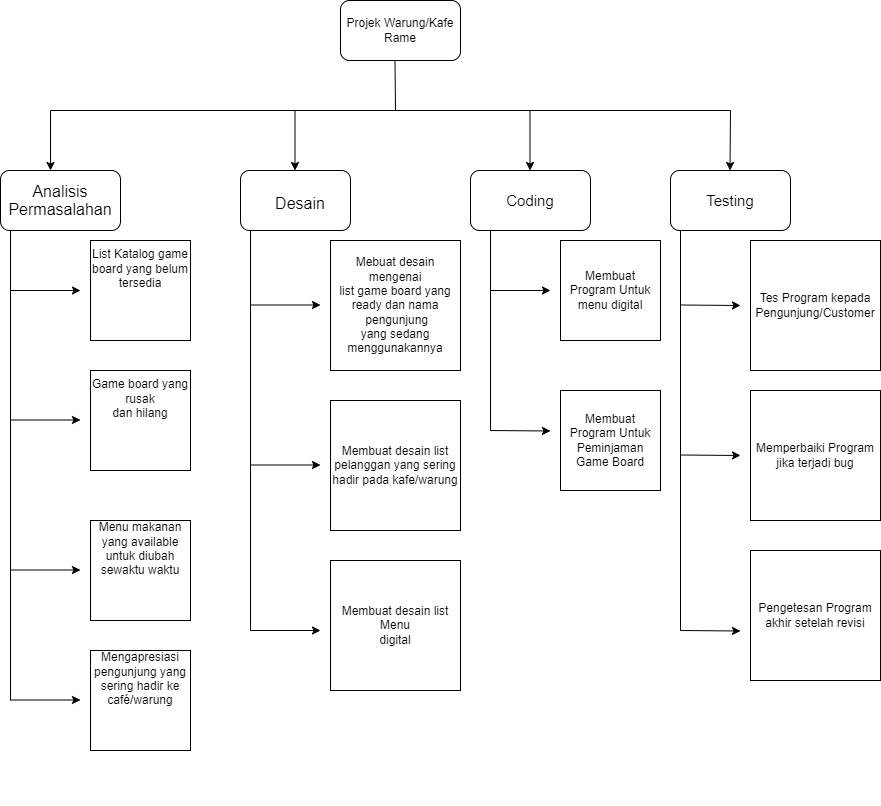 Projek Warung/Kafe
Rame
Analisis
Permasalahan
Desain
Coding
Testing
List Katalog game
board yang belum
tersedia
Game board yang
rusak
dan hilang
Menu makanan
yang available
untuk diubah
sewaktu waktu
Mengapresiasi
pengunjung yang
sering hadir ke
café/warung
Mebuat desain
mengenai
list game board yang
ready dan nama
pengunjung
yang sedang
menggunakannya
Membuat desain list
pelanggan yang sering
hadir pada kafe/warung
Membuat desain list
Menu
digital
Membuat
Program Untuk
menu digital
Membuat
Program Untuk
Peminjaman
Game Board
Tes Program kepada
Pengunjung/Customer
Memperbaiki Program
jika terjadi bug
Pengetesan Program
akhir setelah revisi